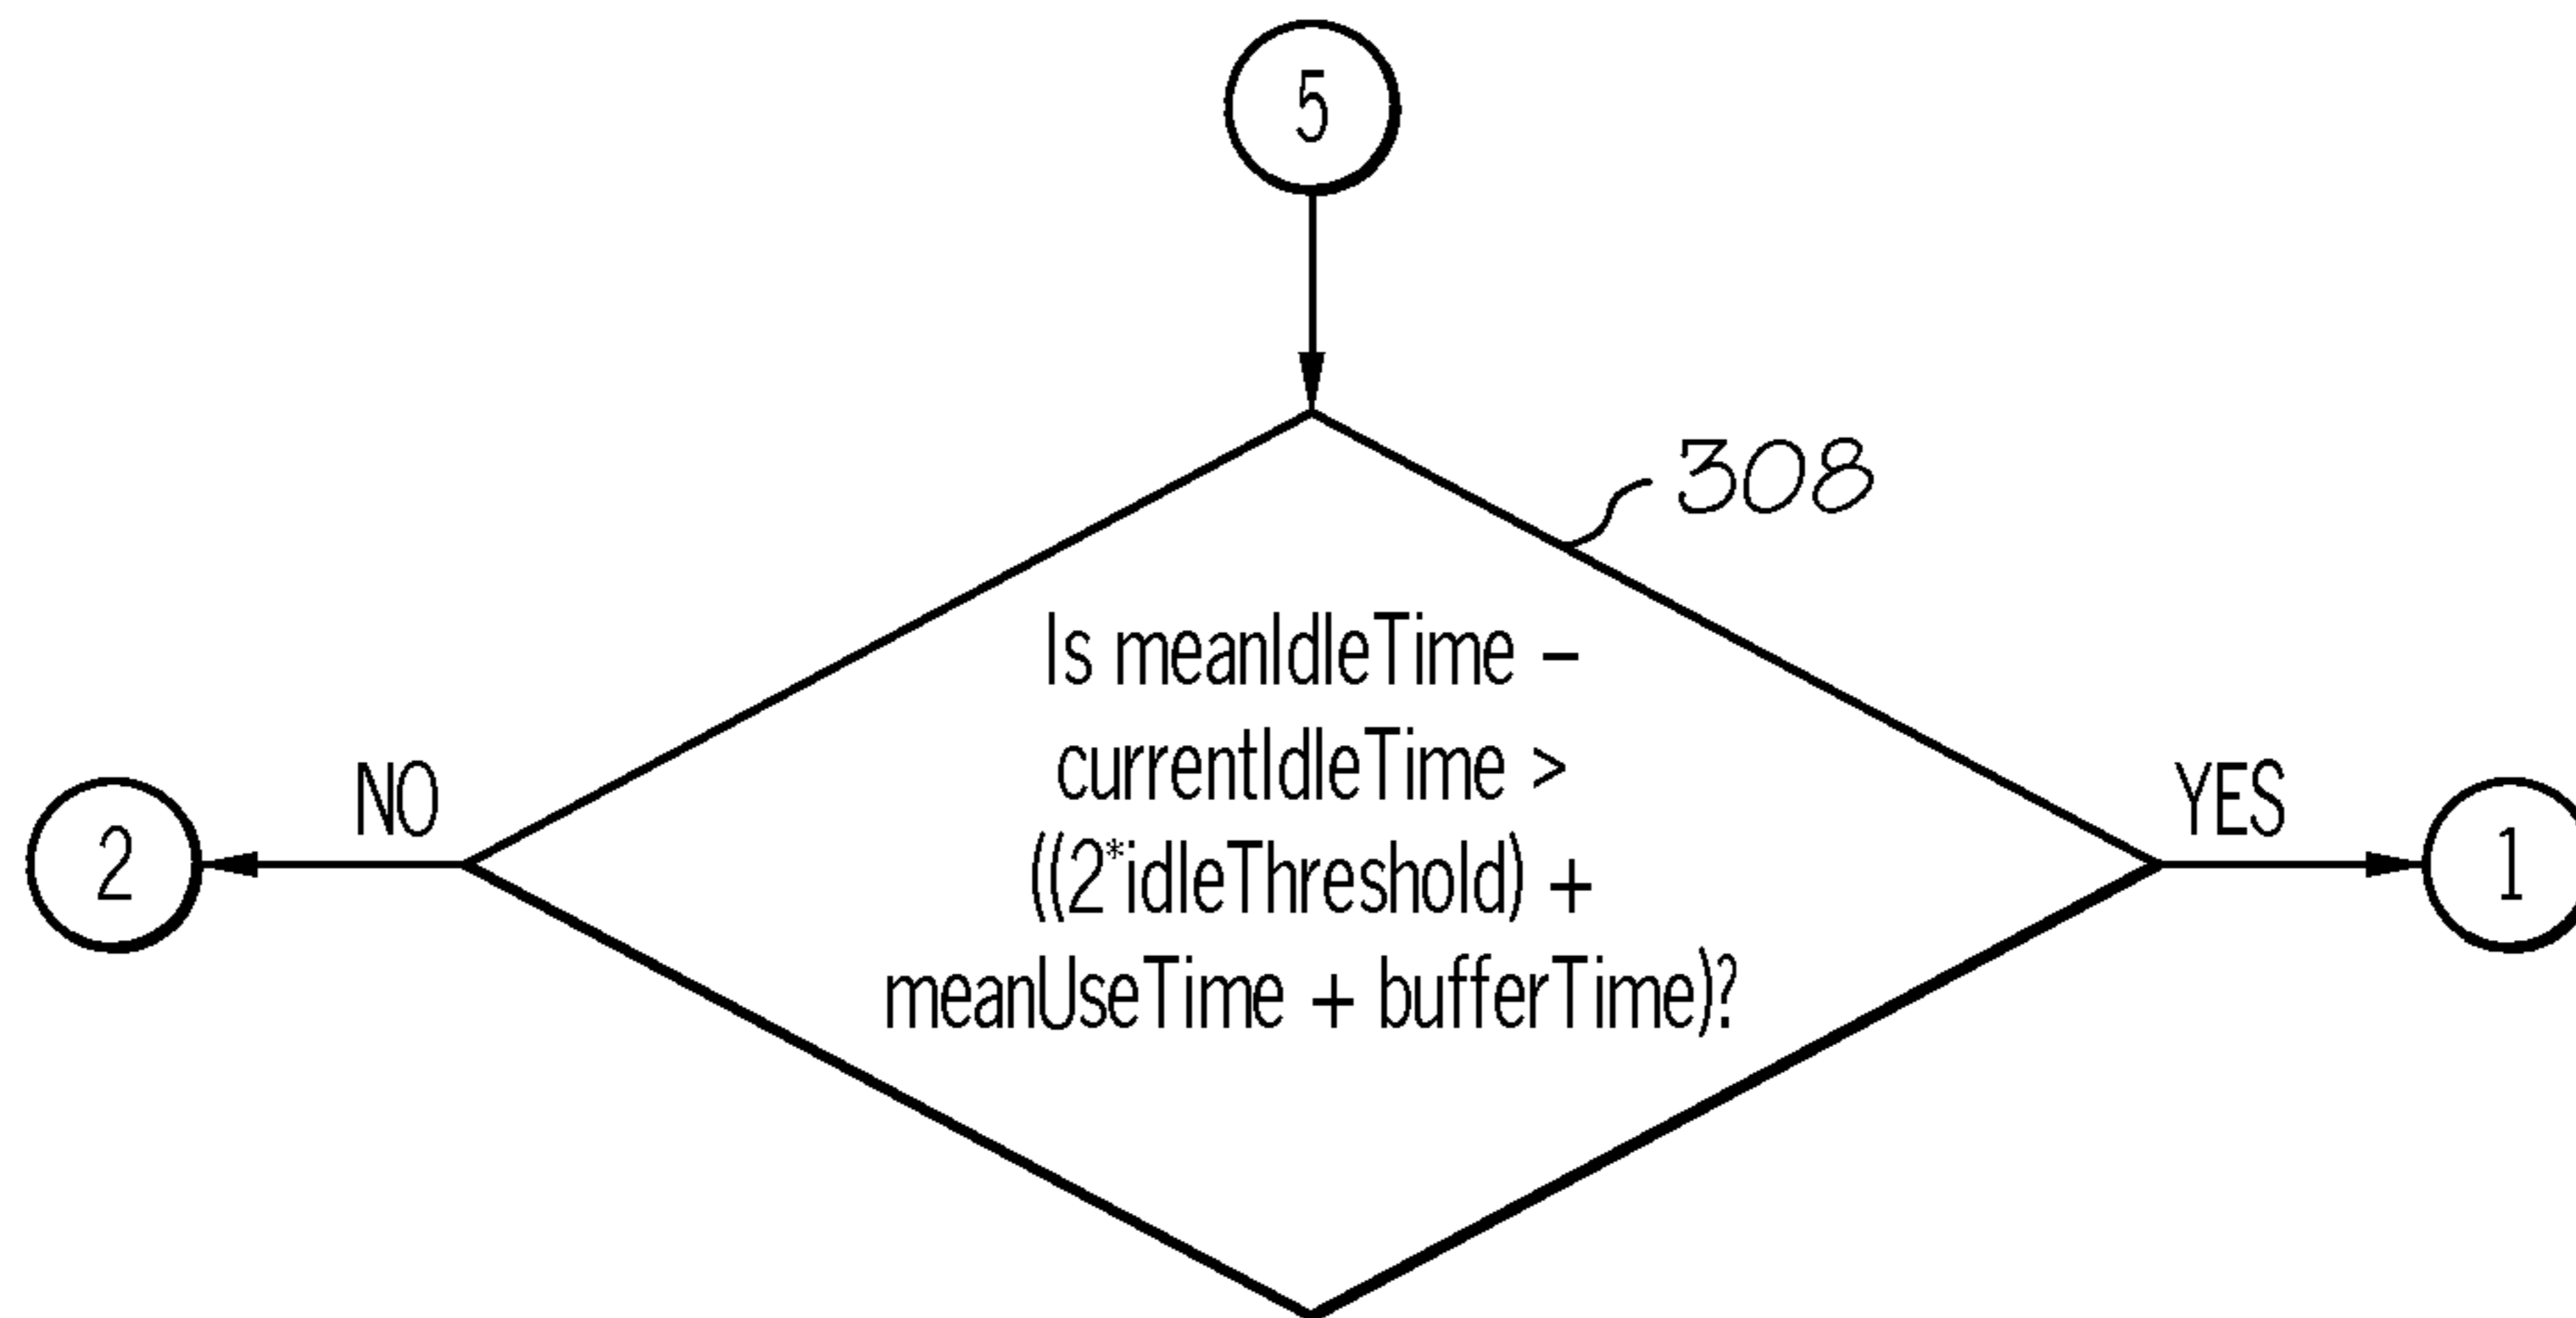 5
308
Is meanIdleTime –
currentIdleTime >
((2*idleThreshold) +
meanUseTime + bufferTime)?
NO
YES
2
1